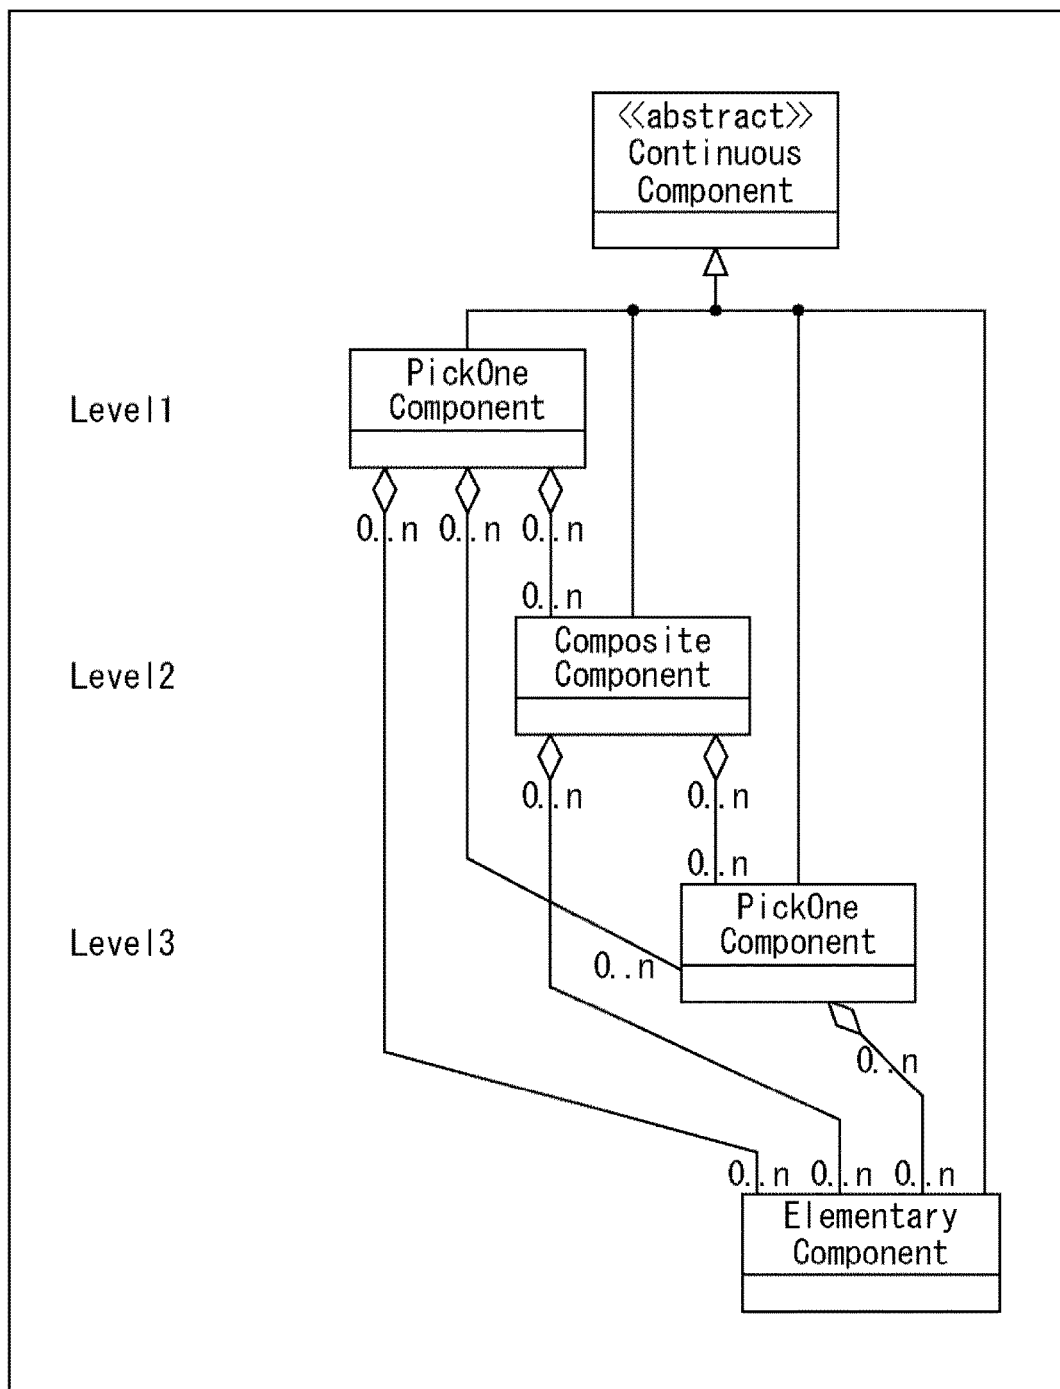 <<abstract>>
Continuous
Component
PickOne
Component
Level1
0..n
0..n
0..n
0..n
Composite
Component
Level2
0..n
0..n
0..n
PickOne
Component
Level3
0..n
0..n
0..n
0..n
0..n
Elementary
Component